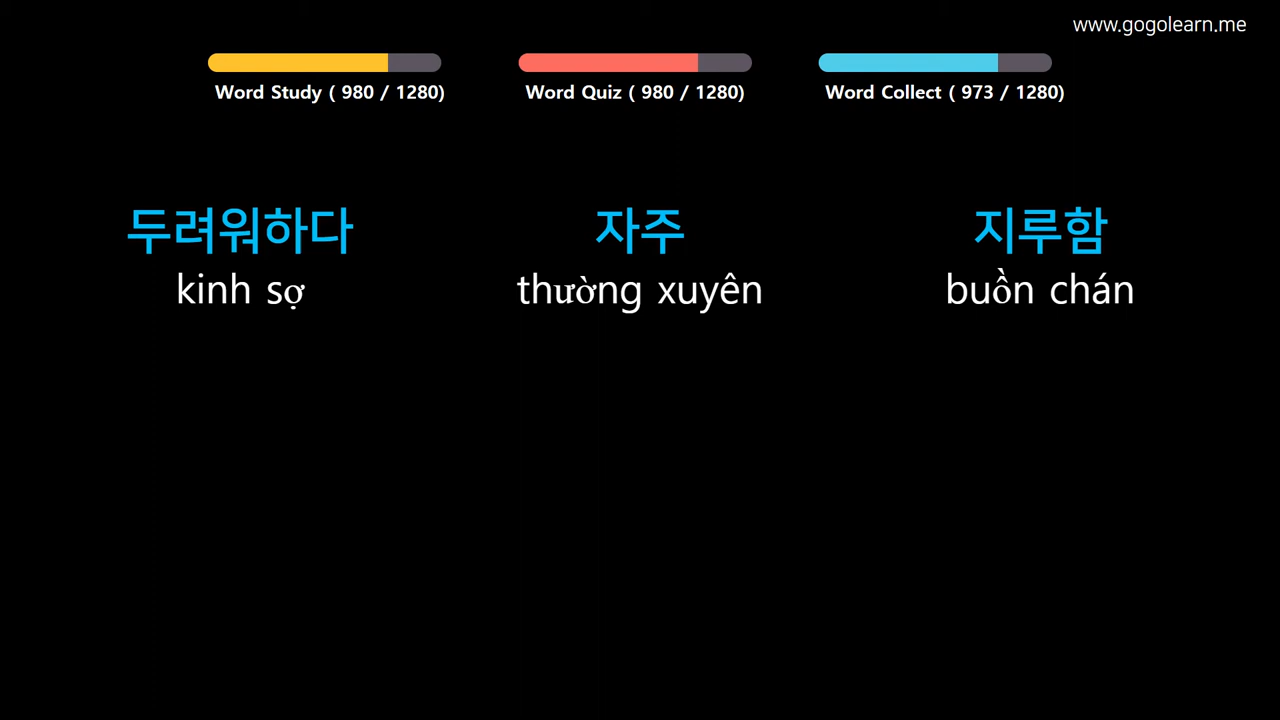 www.gogolearn.me
Word Study ( 980 / 1280)
Word Quiz ( 980 / 1280)
Word Collect ( 973 / 1280)
두려워하다
자주
지루함
kinh sợ
thường xuyên
buồn chán